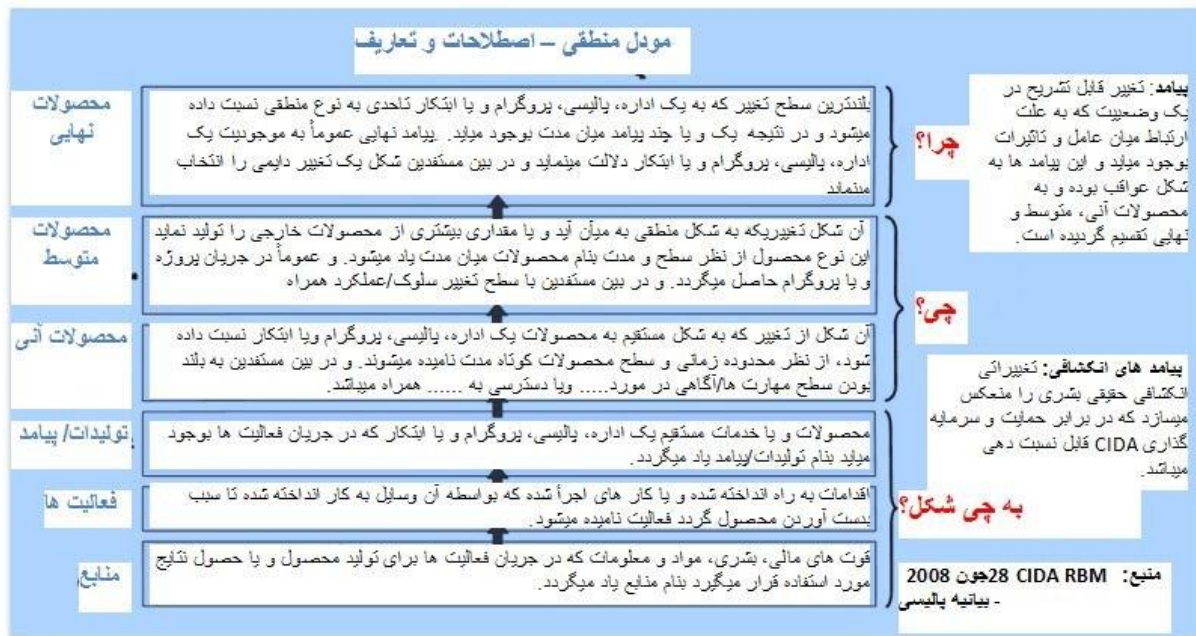 مودل منطقی – اصطلاحات و تعاریف
پیامد: تغییر قابل تشریح در
یک وضعیت که به علت
ارتباط میان عامل و تاثیرات
بوجود میاید و این پیامد ها به
شکل عواقب بوده و به
محصولات آنی، متوسط و
نهایی تقسیم گردیده است.
چرا؟
بلندترین سطح تغییر که به یک اداره، پالیسی، پروگرام و یا ابتکار تاحدی به نوع منطقی نسبت داده
میشود و در نتیجه یک و یا چند پیامد میان مدت بوجود میاید. پیامد نهایی عموماً به موجودیت یک
اداره، پالیسی، پروگرام و یا ابتکار دلالت مینماید و در بین مستفدین شکل یک تغییر دایمی را انتخاب
مینماید
محصولات
نهایی
چی؟
آن شکل تغییریکه به شکل منطقی به میآن آید و یا مقداری بیشتری از محصولات خارجی را تولید نماید
این نوع محصول از نظر سطح و مدت بنام محصولات میان مدت یاد میشود. و عموماً در جریان پروژه
و یا پروگرام حاصل میگردد. و در بین مستفدین با سطح تغییر سلوک/عملکرد همراه
محصولات
متوسط
آن شکل از تغییر که به شکل مستقیم به محصولات یک اداره، پالیسی، پروگرام ویا ابتکار نسبت داده
شود، از نظر محدوده زمانی و سطح محصولات کوتاه مدت نامیده میشوند. و در بین مستفدین به بلند
بودن سطح مهارت ها/آگاهی در مورد..... ویا دسترسی به ...... همراه میباشد.
محصولات آنی
پیامد های انکشافی: تغییراتی
انکشافی حقیقی بشری را منعکس
میسازد که در برابر حمایت و سرمایه
گذاری CIDA قابل نسبت دهی
میباشد.
به چی شکل؟
محصولات و یا خدمات مستقیم یک اداره، پالیسی، پروگرام و یا ابتکار که در جریان فعالیت ها بوجود
میاید بنام تولیدات/پیامد یاد میگردد.
تولیدات/ پیامد
اقدامات به راه انداخته شده و یا کار های اجرأ شده که بواسطه آن وسایل به کار انداخته شده تا سبب
بدست آوردن محصول گردد فعالیت نامیده میشود.
فعالیت ها
قوت های مالی، بشری، مواد و معلومات که در جریان فعالیت ها برای تولید محصول و یا حصول نتایج
مورد استفاده قرار میگیرد بنام منابع یاد میگردد.
منابع
منبع: CIDA RBM 28جون 2008
- بیانیه پالیسی